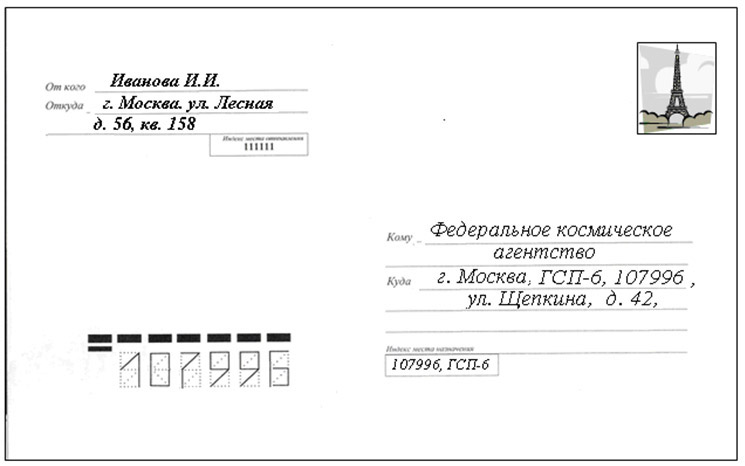 От кого Иванова И.И.
Откуда г. Москва. ул. Лесная
д. 56, кв. 158
Индекс места отправления
111111
Кому Федеральное космическое
агентство
Куда г. Москва, ГСП-6, 107996 ,
ул. Щепкина, д. 42,
Индекс места назначения
107996, ГСП-6
107996